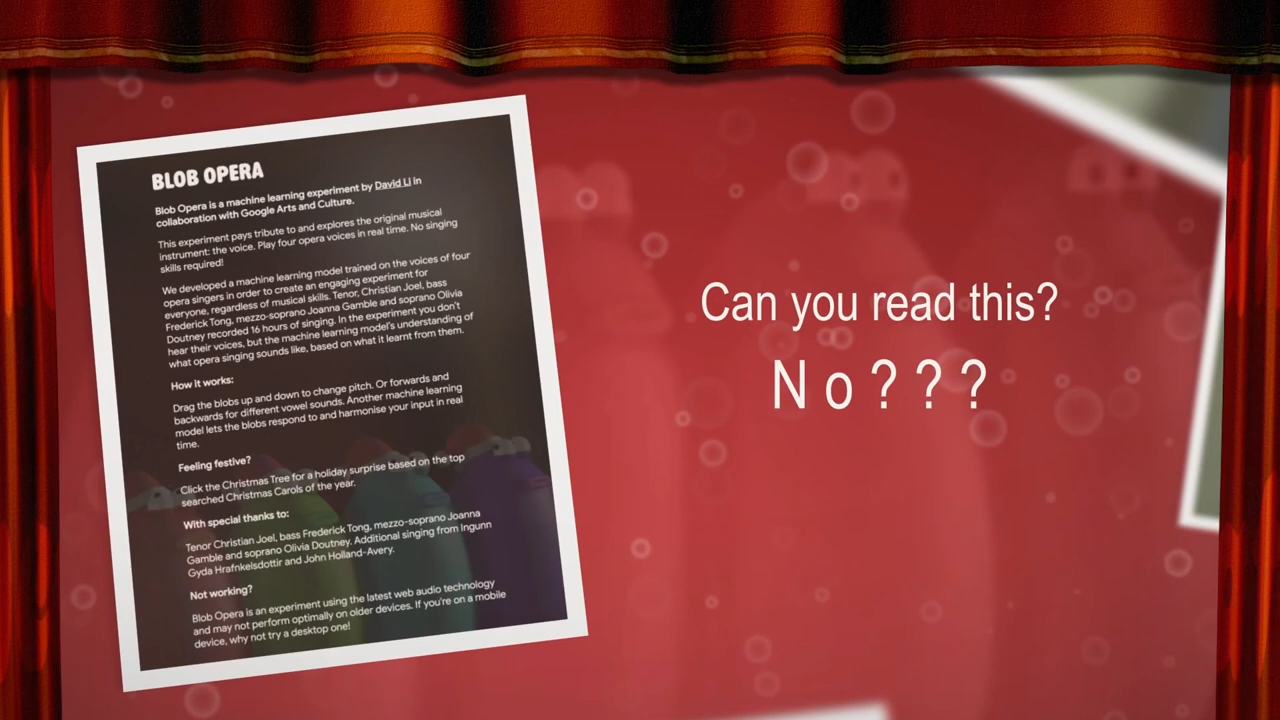 BLOB OPERA
Blob Opera is a machine learning experiment by David Li in
collaboration with Google Arts and Culture.
This experiment pays tribute to and explores the original musical
instrument: the voice. Play four opera voices in real time. No singing
skills required!
We developed a machine learning model trained on the voices of four
opera singers in order to create an engaging experiment for
everyone, regardless of musical skills. Tenor, Christian Joel, bass
Frederick Tong, mezzo-soprano Joanna Gamble and soprano Olivia
Doutney recorded 16 hours of singing. In the experiment you don't
hear their voices, but the machine learning model's understanding of
what opera singing sounds like, based on what it learnt from them.
How it works:
Drag the blobs up and down to change pitch. Or forwards and
backwards for different vowel sounds. Another machine learning
model lets the blobs respond to and harmonise your input in real
time.
Feeling festive?
Click the Christmas Tree for a holiday surprise based on the top
searched Christmas Carols of the year.
With special thanks to:
Tenor Christian Joel, bass Frederick Tong, mezzo-soprano Joanna
Gamble and soprano Olivia Doutney. Additional singing from Ingunn
Gyda Hrafnkelsdottir and John Holland-Avery.
Not working?
Blob Opera is an experiment using the latest web audio technology
and may not perform optimally on older devices. If you're on a mobile
device, why not try a desktop one!
Can you read this?
No???